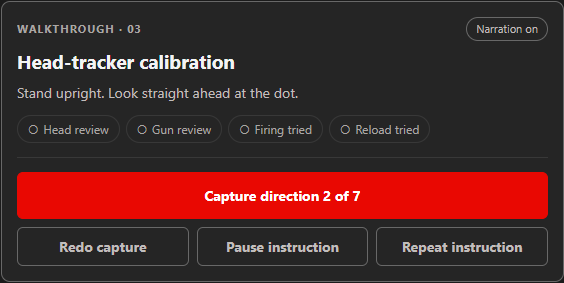 WALKTHROUGH · 03
Narration on
Head-tracker calibration
Stand upright. Look straight ahead at the dot.
Head review
Gun review
Firing tried
Reload tried
Capture direction 2 of 7
Redo capture
Pause instruction
Repeat instruction